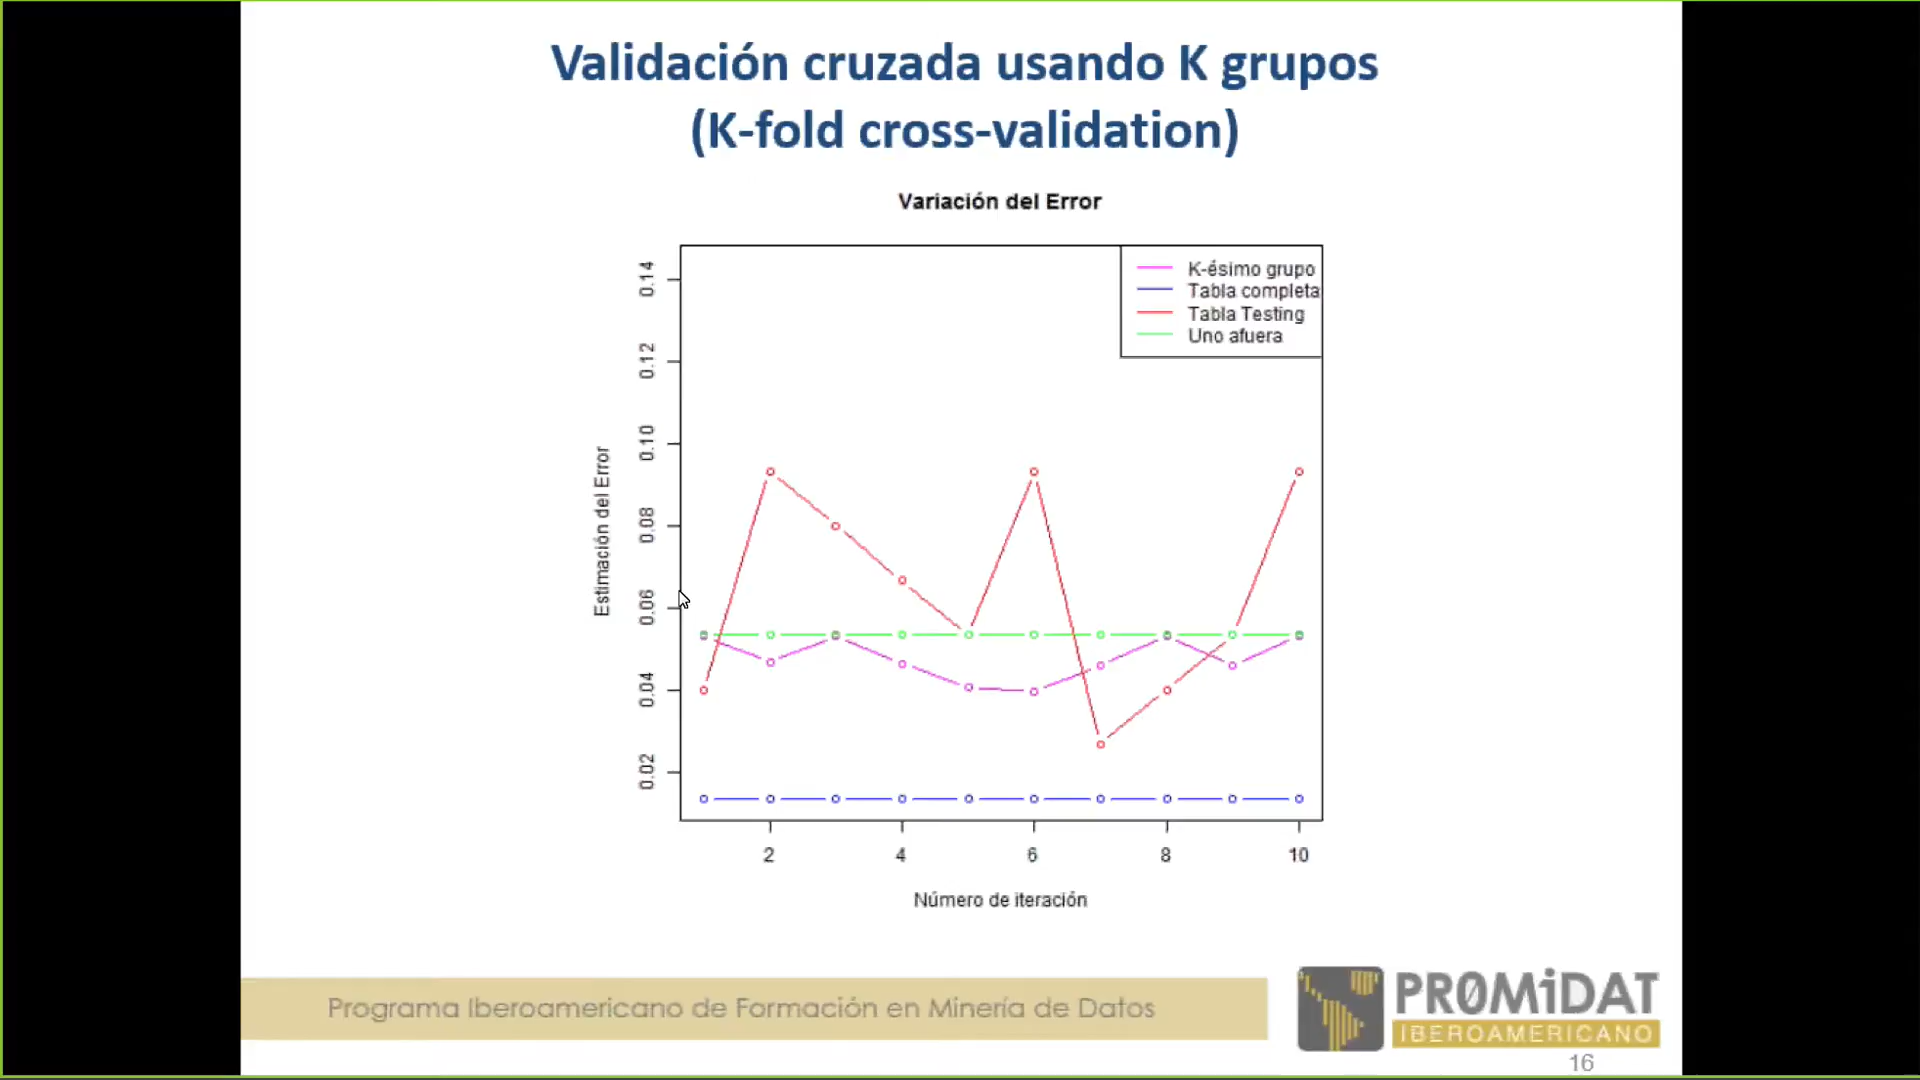 Validación cruzada usando K grupos
(K-fold cross-validation)
Variación del Error
K-ésimo grupo
Tabla completa
Tabla Testing
Uno afuera
Estimación del Error
0.14
0.12
0.10
0.08
0.06
0.04
0.02
2 4 6 8 10
Número de iteración
Programa Iberoamericano de Formación en Minería de Datos
PR0MiDAT
IBEROAMERICANO
16